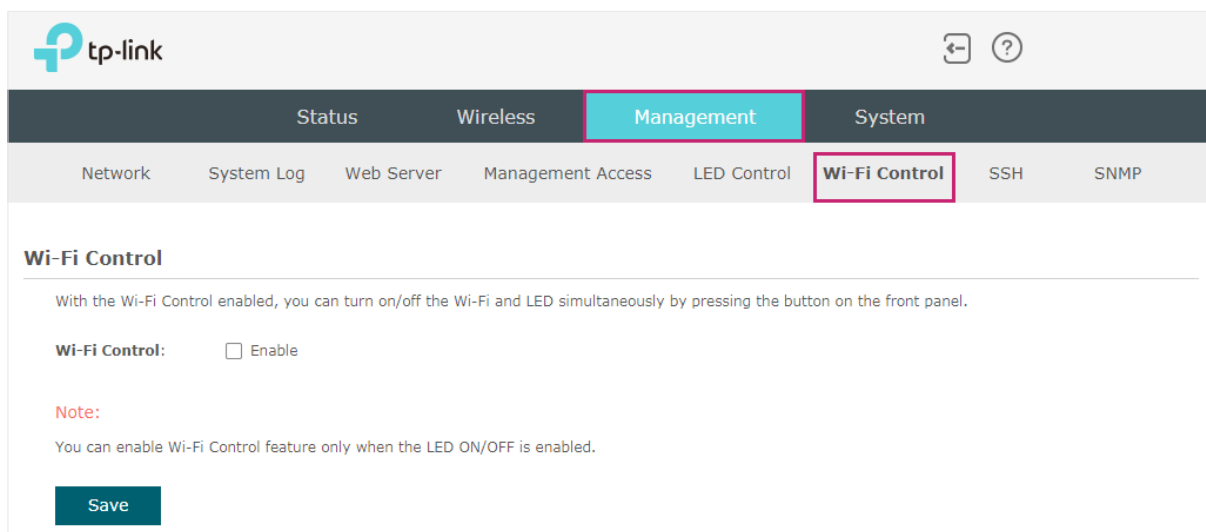 tp-link
?
Status Wireless Management System
Network System Log Web Server Management Access LED Control Wi-Fi Control SSH SNMP
Wi-Fi Control
With the Wi-Fi Control enabled, you can turn on/off the Wi-Fi and LED simultaneously by pressing the button on the front panel.
Wi-Fi Control: Enable
Note:
You can enable Wi-Fi Control feature only when the LED ON/OFF is enabled.
Save